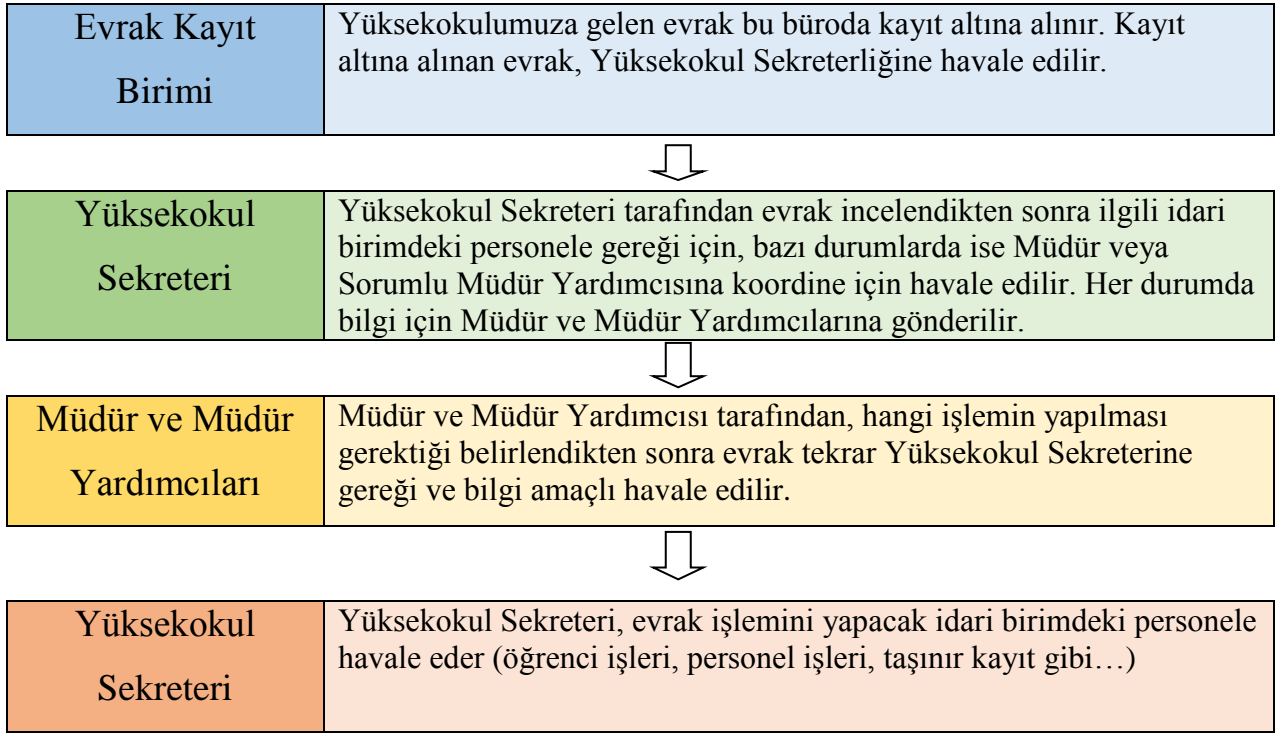 Evrak Kayıt
Birimi
Yüksekokulumuza gelen evrak bu büroda kayıt altına alınır. Kayıt
altına alınan evrak, Yüksekokul Sekreterliğine havale edilir.
Yüksekokul
Sekreteri
Yüksekokul Sekreteri tarafından evrak incelendikten sonra ilgili idari
birimdeki personele gereği için, bazı durumlarda ise Müdür veya
Sorumlu Müdür Yardımcısına koordine için havale edilir. Her durumda
bilgi için Müdür ve Müdür Yardımcılarına gönderilir.
Müdür ve Müdür
Yardımcıları
Müdür ve Müdür Yardımcısı tarafından, hangi işlemin yapılması
gerektiği belirlendikten sonra evrak tekrar Yüksekokul Sekreterine
gereği ve bilgi amaçlı havale edilir.
Yüksekokul
Sekreteri
Yüksekokul Sekreteri, evrak işlemini yapacak idari birimdeki personele
havale eder (öğrenci işleri, personel işleri, taşınır kayıt gibi…)